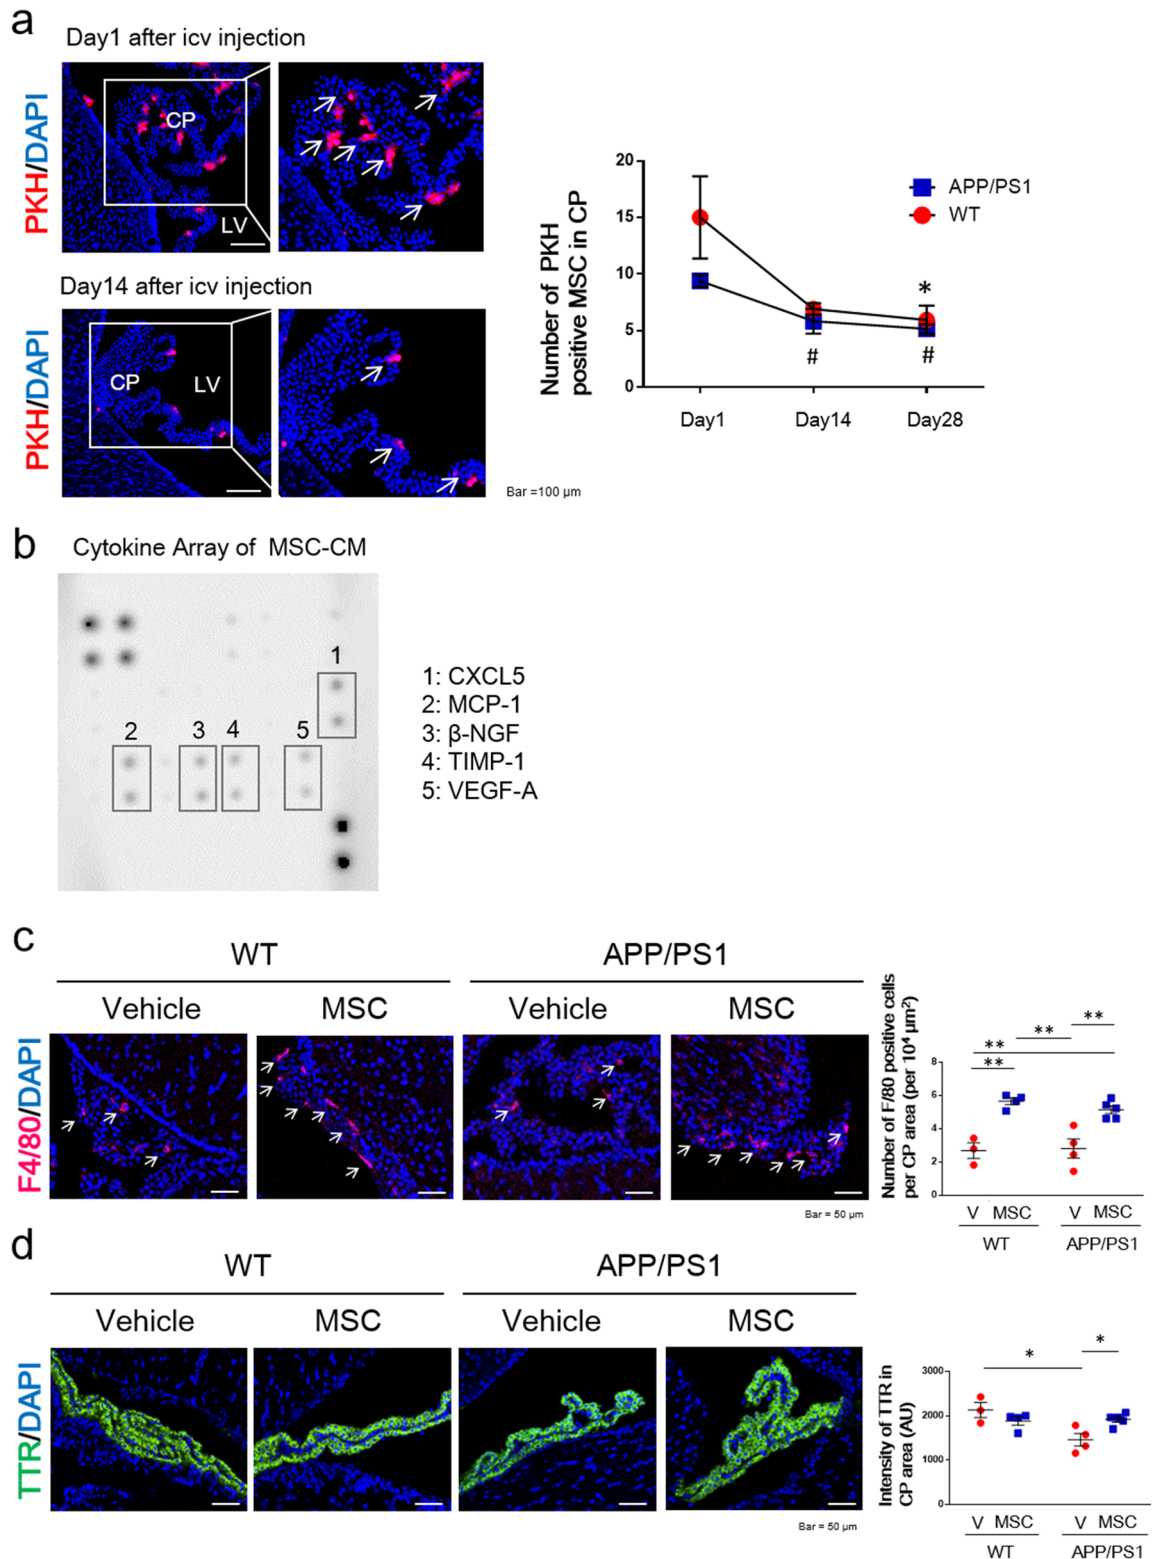 a
Day1 after icv injection
PKH/DAPI
CP
LV
Day14 after icv injection
PKH/DAPI
CP
LV
Bar =100 µm
Number of PKH
positive MSC in CP
20
15
10
5
0
APP/PS1
WT
*
#
#
Day1
Day14
Day28
b
Cytokine Array of MSC-CM
1
2
3
4
5
1: CXCL5
2: MCP-1
3: β-NGF
4: TIMP-1
5: VEGF-A
c
WT
APP/PS1
Vehicle
MSC
Vehicle
MSC
F4/80/DAPI
Bar = 50 µm
Number of F/80 positive cells
per CP area (per 10⁴ µm²)
8
6
4
2
0
**
**
**
**
V MSC
V MSC
WT
APP/PS1
d
WT
APP/PS1
Vehicle
MSC
Vehicle
MSC
TTR/DAPI
Bar = 50 µm
Intensity of TTR in
CP area (AU)
3000
2000
1000
0
*
*
V MSC
V MSC
WT
APP/PS1